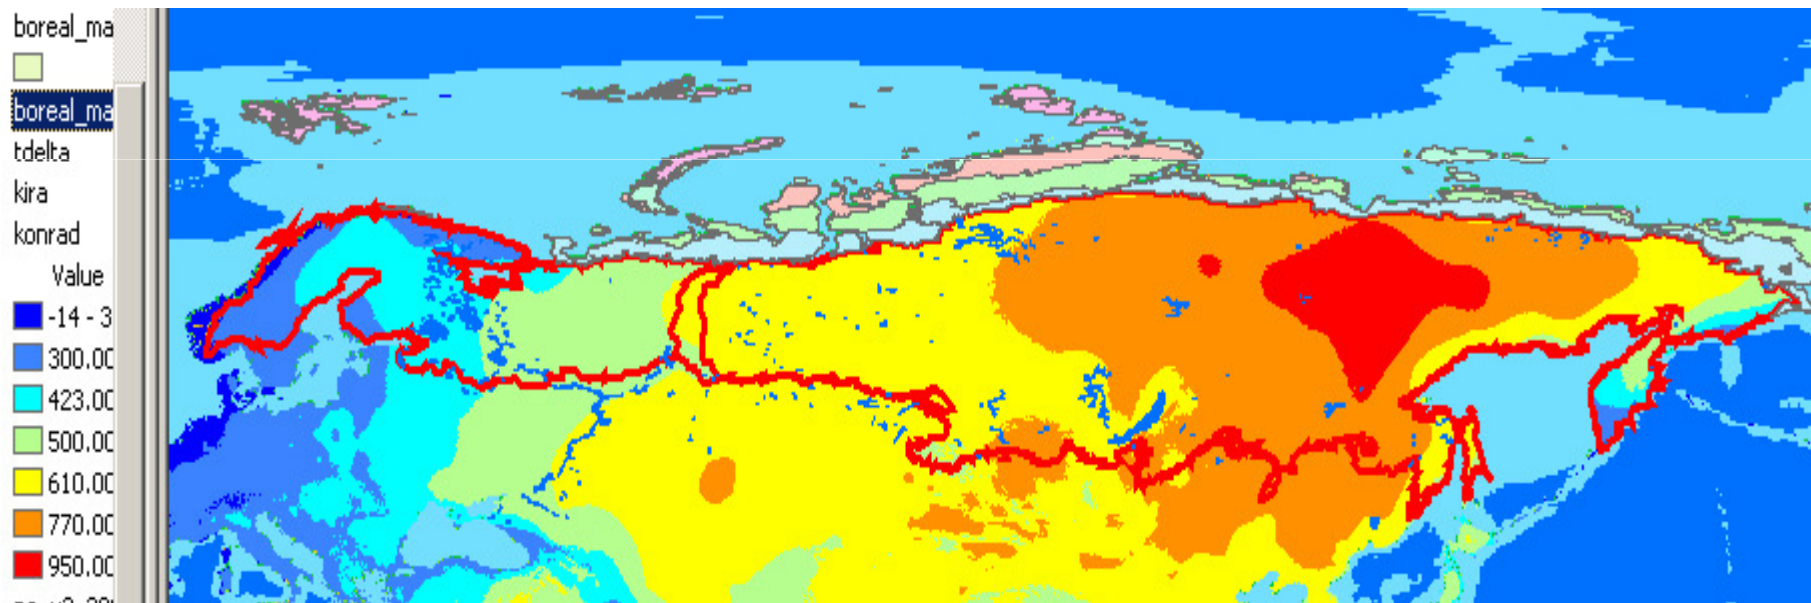 boreal_ma
boreal_ma
tdelta
kira
konrad
Value
-14 - 3
300.00
423.00
500.00
610.00
770.00
950.00